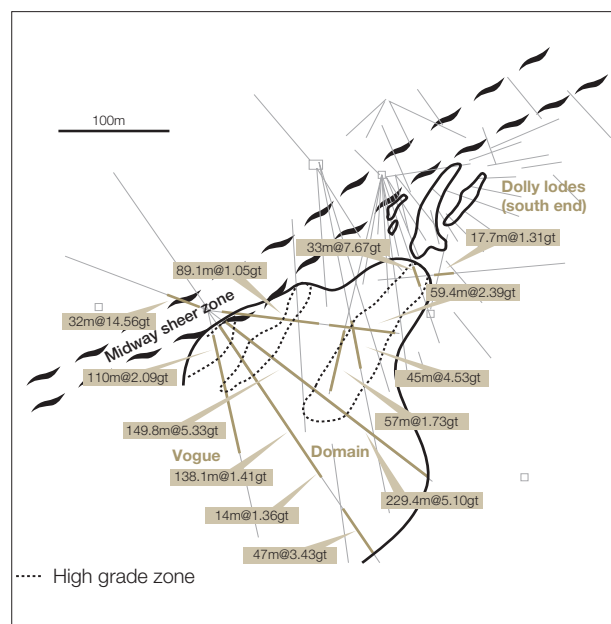 100m
Dolly lodes
(south end)
17.7m@1.31gt
33m@7.67gt
89.1m@1.05gt
59.4m@2.39gt
32m@14.56gt
Midway sheer zone
110m@2.09gt
45m@4.53gt
57m@1.73gt
149.8m@5.33gt
Vogue
Domain
138.1m@1.41gt
229.4m@5.10gt
14m@1.36gt
47m@3.43gt
High grade zone